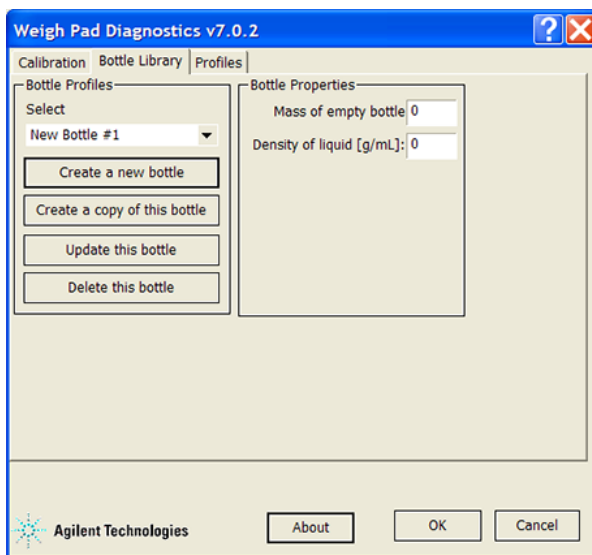 Weigh Pad Diagnostics v7.0.2
Calibration Bottle Library Profiles
Bottle Profiles
Select
New Bottle #1
Create a new bottle
Create a copy of this bottle
Update this bottle
Delete this bottle
Bottle Properties
Mass of empty bottle 0
Density of liquid [g/mL]: 0
Agilent Technologies
About
OK
Cancel